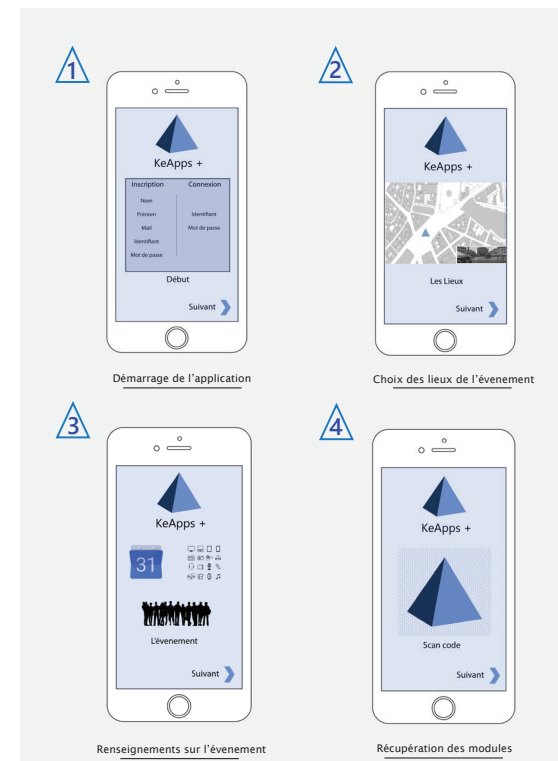 1
KeApps +
Inscription Connexion
Nom
Prénom Identifiant
Mail Mot de passe
Identifiant
Mot de passe
Début
Suivant
Démarrage de l'application
2
KeApps +
Les Lieux
Suivant
Choix des lieux de l'évenement
3
KeApps +
31
L'évenement
Suivant
Renseignements sur l'évenement
4
KeApps +
Scan code
Suivant
Récupération des modules